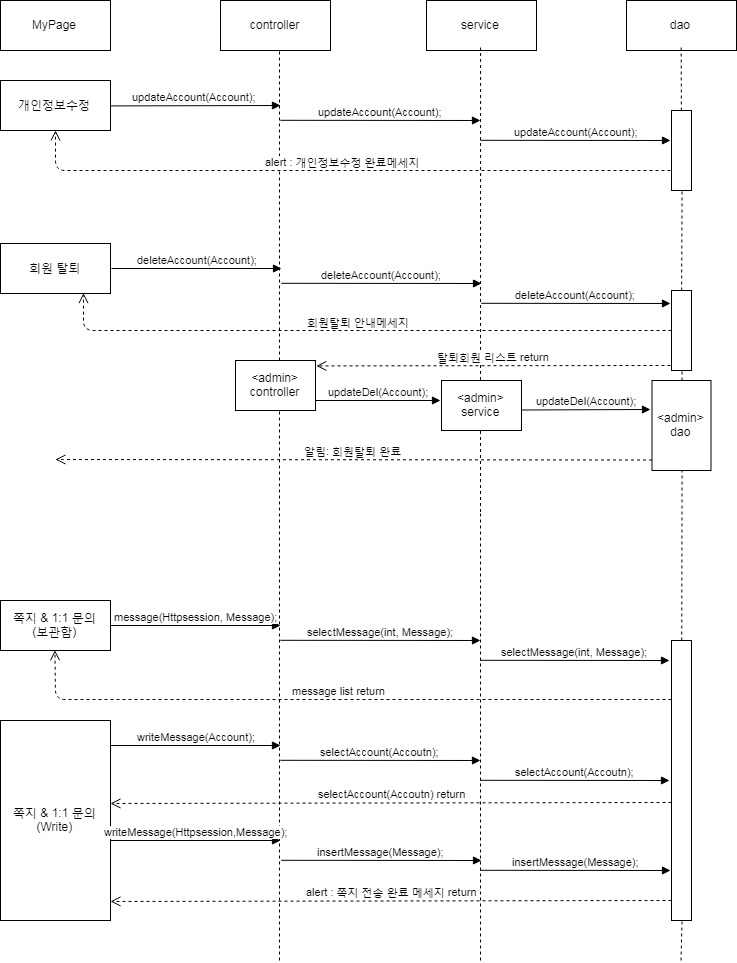 MyPage
controller
service
dao
개인정보수정
updateAccount(Account);
updateAccount(Account);
updateAccount(Account);
alert : 개인정보수정 완료메세지
회원 탈퇴
deleteAccount(Account);
deleteAccount(Account);
deleteAccount(Account);
회원탈퇴 안내메세지
탈퇴회원 리스트 return
<admin>
controller
updateDel(Account);
<admin>
service
updateDel(Account);
<admin>
dao
알림: 회원탈퇴 완료
쪽지 & 1:1 문의
(보관함)
message(Httpsession, Message);
selectMessage(int, Message);
selectMessage(int, Message);
message list return
쪽지 & 1:1 문의
(Write)
writeMessage(Account);
selectAccount(Accoutn);
selectAccount(Accoutn);
selectAccount(Accoutn) return
writeMessage(Httpsession,Message);
insertMessage(Message);
insertMessage(Message);
alert : 쪽지 전송 완료 메세지 return